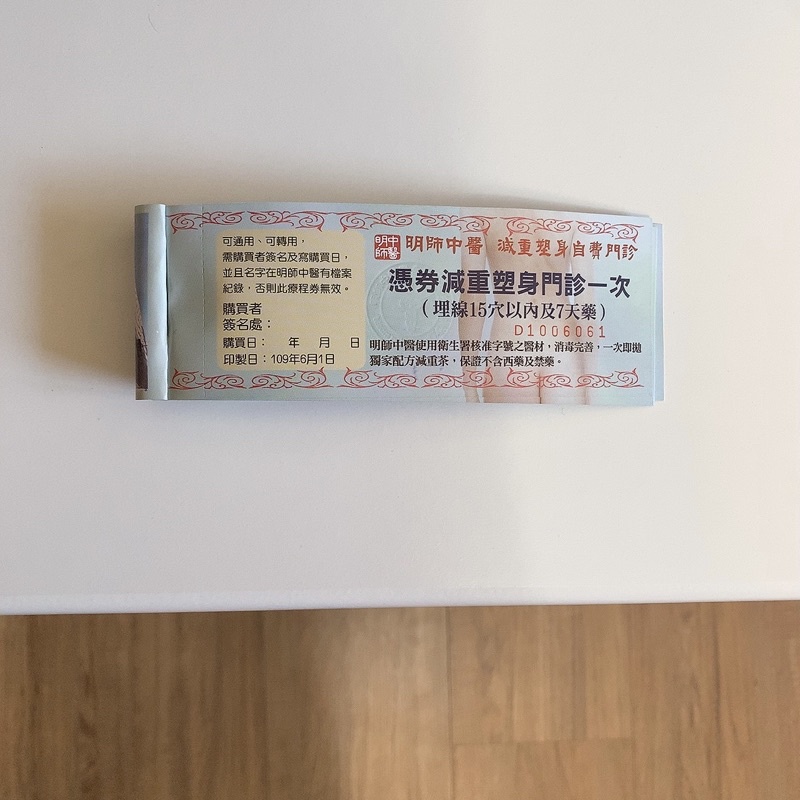 可通用、可轉用，
需購買者簽名及寫購買日，
並且名字在明師中醫有檔案
紀錄，否則此療程券無效。
購買者
簽名處：
購買日：　年　月　日
印製日：109年6月1日
明師中醫 明師中醫 減重塑身自費門診
憑券減重塑身門診一次
（埋線15穴以內及7天藥）
D1006061
明師中醫使用衛生署核准字號之醫材，消毒完善，一次即拋
獨家配方減重茶，保證不含西藥及禁藥。